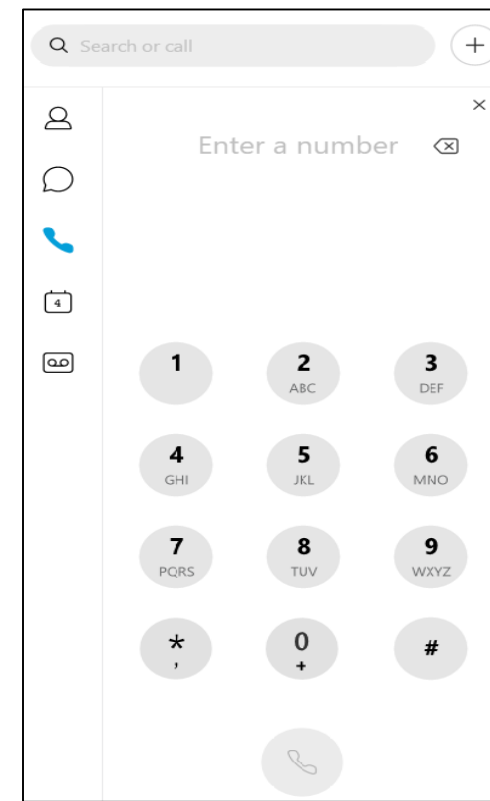 Search or call
Enter a number
4
1 2 3
ABC DEF
4 5 6
GHI JKL MNO
7 8 9
PQRS TUV WXYZ
* 0 #
, +